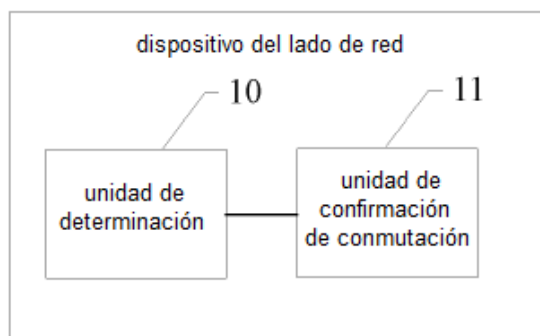 dispositivo del lado de red
10
11
unidad de
determinación
unidad de
confirmación
de conmutación